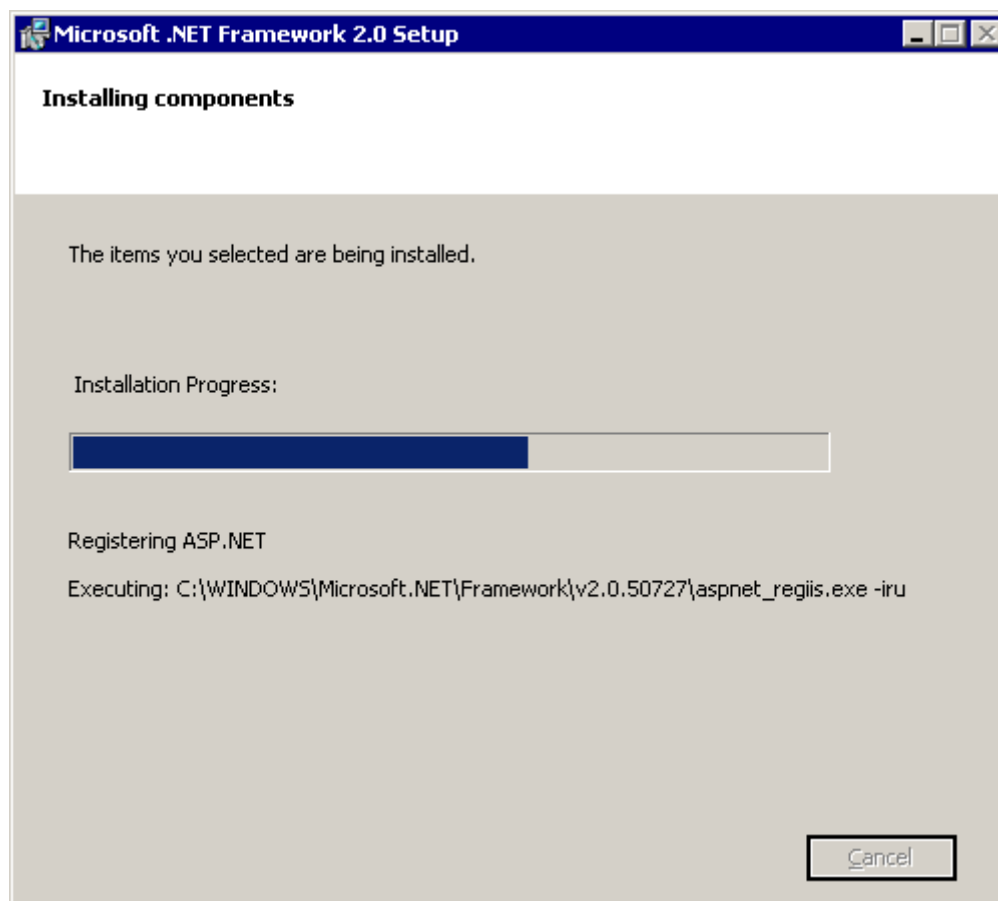 Microsoft .NET Framework 2.0 Setup
Installing components
The items you selected are being installed.
Installation Progress:
Registering ASP.NET
Executing: C:\WINDOWS\Microsoft.NET\Framework\v2.0.50727\aspnet_regiis.exe -iru
Cancel